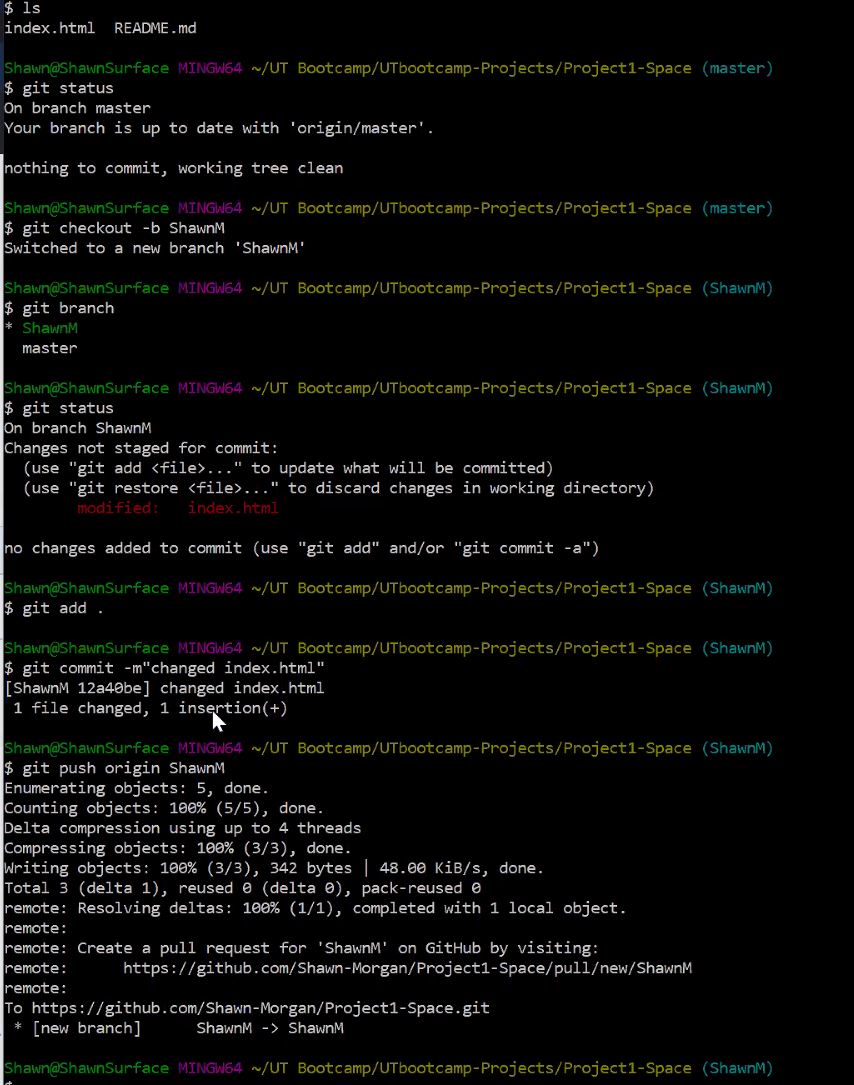 $ ls
index.html  README.md
Shawn@ShawnSurface MINGW64 ~/UT Bootcamp/UTbootcamp-Projects/Project1-Space (master)
$ git status
On branch master
Your branch is up to date with 'origin/master'.
nothing to commit, working tree clean
Shawn@ShawnSurface MINGW64 ~/UT Bootcamp/UTbootcamp-Projects/Project1-Space (master)
$ git checkout -b ShawnM
Switched to a new branch 'ShawnM'
Shawn@ShawnSurface MINGW64 ~/UT Bootcamp/UTbootcamp-Projects/Project1-Space (ShawnM)
$ git branch
* ShawnM
  master
Shawn@ShawnSurface MINGW64 ~/UT Bootcamp/UTbootcamp-Projects/Project1-Space (ShawnM)
$ git status
On branch ShawnM
Changes not staged for commit:
  (use "git add <file>..." to update what will be committed)
  (use "git restore <file>..." to discard changes in working directory)
        modified:   index.html
no changes added to commit (use "git add" and/or "git commit -a")
Shawn@ShawnSurface MINGW64 ~/UT Bootcamp/UTbootcamp-Projects/Project1-Space (ShawnM)
$ git add .
Shawn@ShawnSurface MINGW64 ~/UT Bootcamp/UTbootcamp-Projects/Project1-Space (ShawnM)
$ git commit -m"changed index.html"
[ShawnM 12a40be] changed index.html
 1 file changed, 1 insertion(+)
Shawn@ShawnSurface MINGW64 ~/UT Bootcamp/UTbootcamp-Projects/Project1-Space (ShawnM)
$ git push origin ShawnM
Enumerating objects: 5, done.
Counting objects: 100% (5/5), done.
Delta compression using up to 4 threads
Compressing objects: 100% (3/3), done.
Writing objects: 100% (3/3), 342 bytes | 48.00 KiB/s, done.
Total 3 (delta 1), reused 0 (delta 0), pack-reused 0
remote: Resolving deltas: 100% (1/1), completed with 1 local object.
remote:
remote: Create a pull request for 'ShawnM' on GitHub by visiting:
remote:      https://github.com/Shawn-Morgan/Project1-Space/pull/new/ShawnM
remote:
To https://github.com/Shawn-Morgan/Project1-Space.git
 * [new branch]      ShawnM -> ShawnM
Shawn@ShawnSurface MINGW64 ~/UT Bootcamp/UTbootcamp-Projects/Project1-Space (ShawnM)